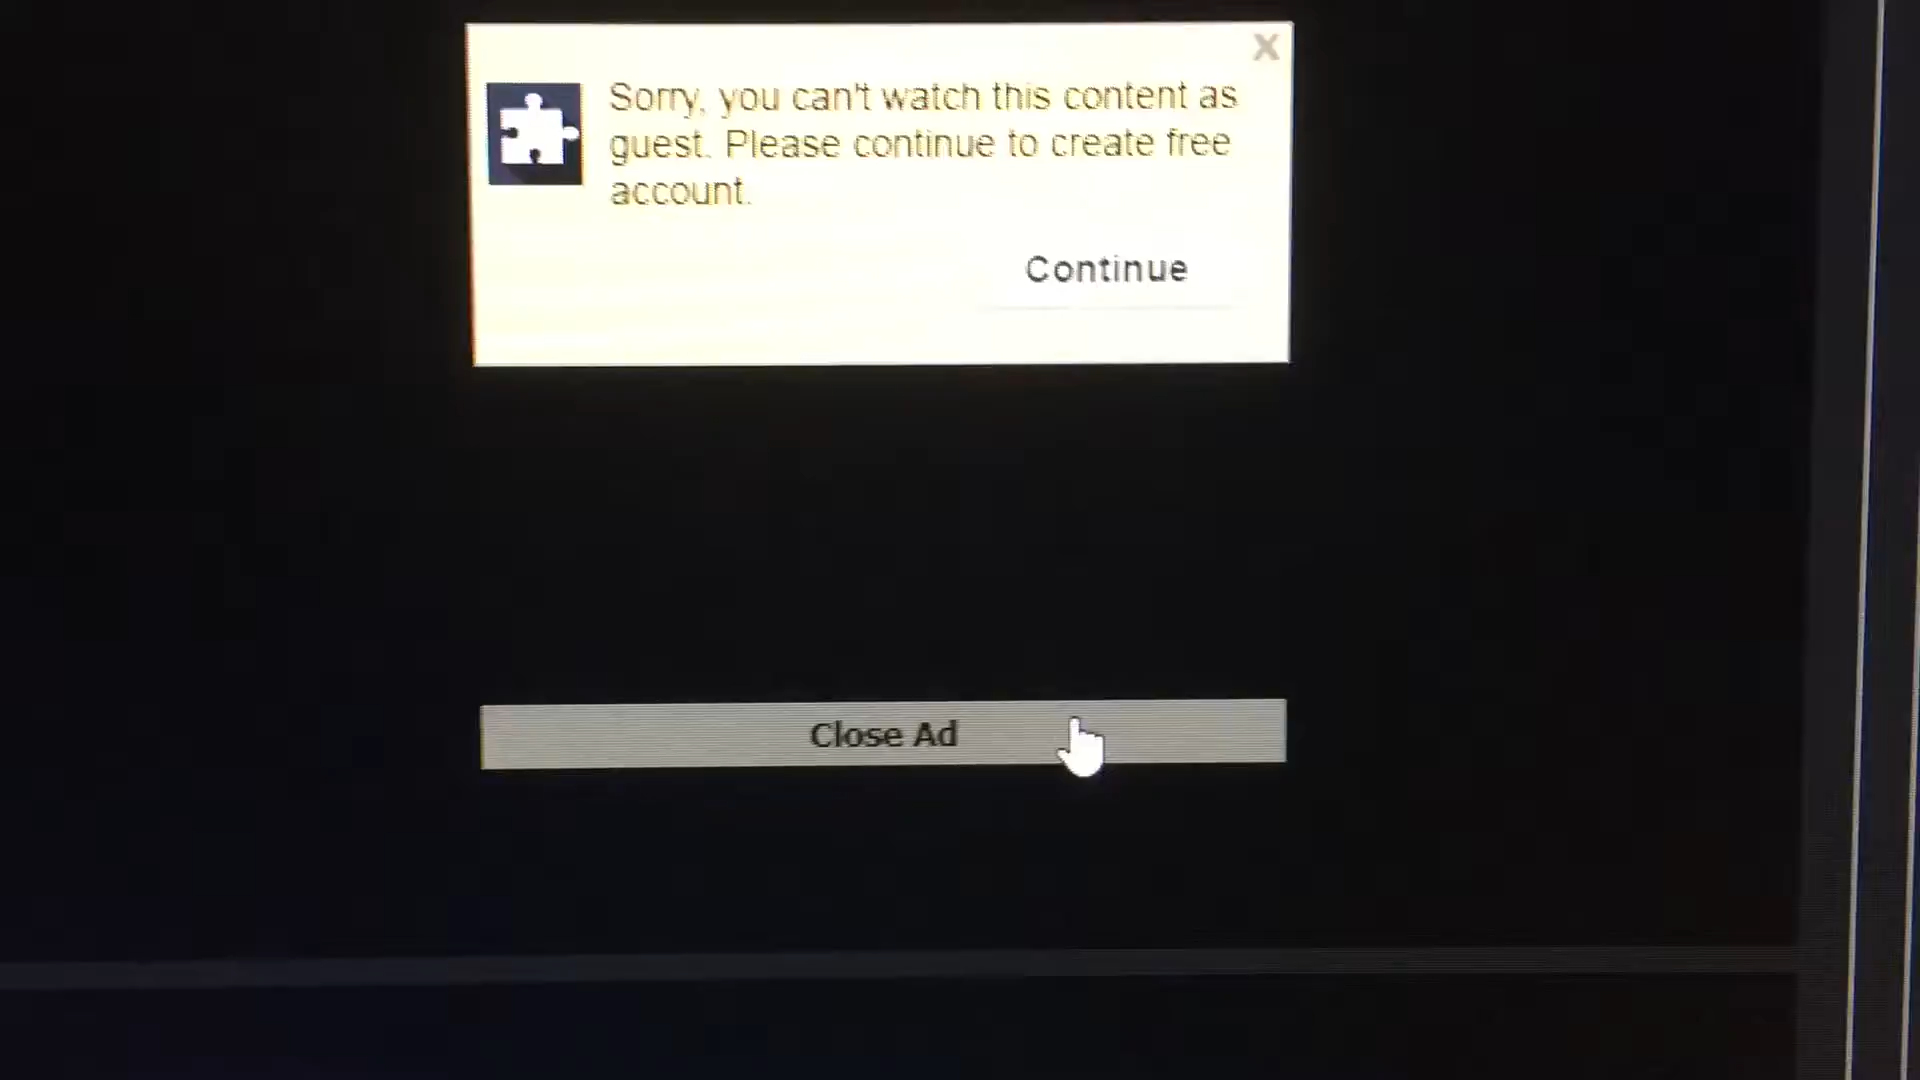 X
Sorry, you can't watch this content as
guest. Please continue to create free
account.
Continue
Close Ad